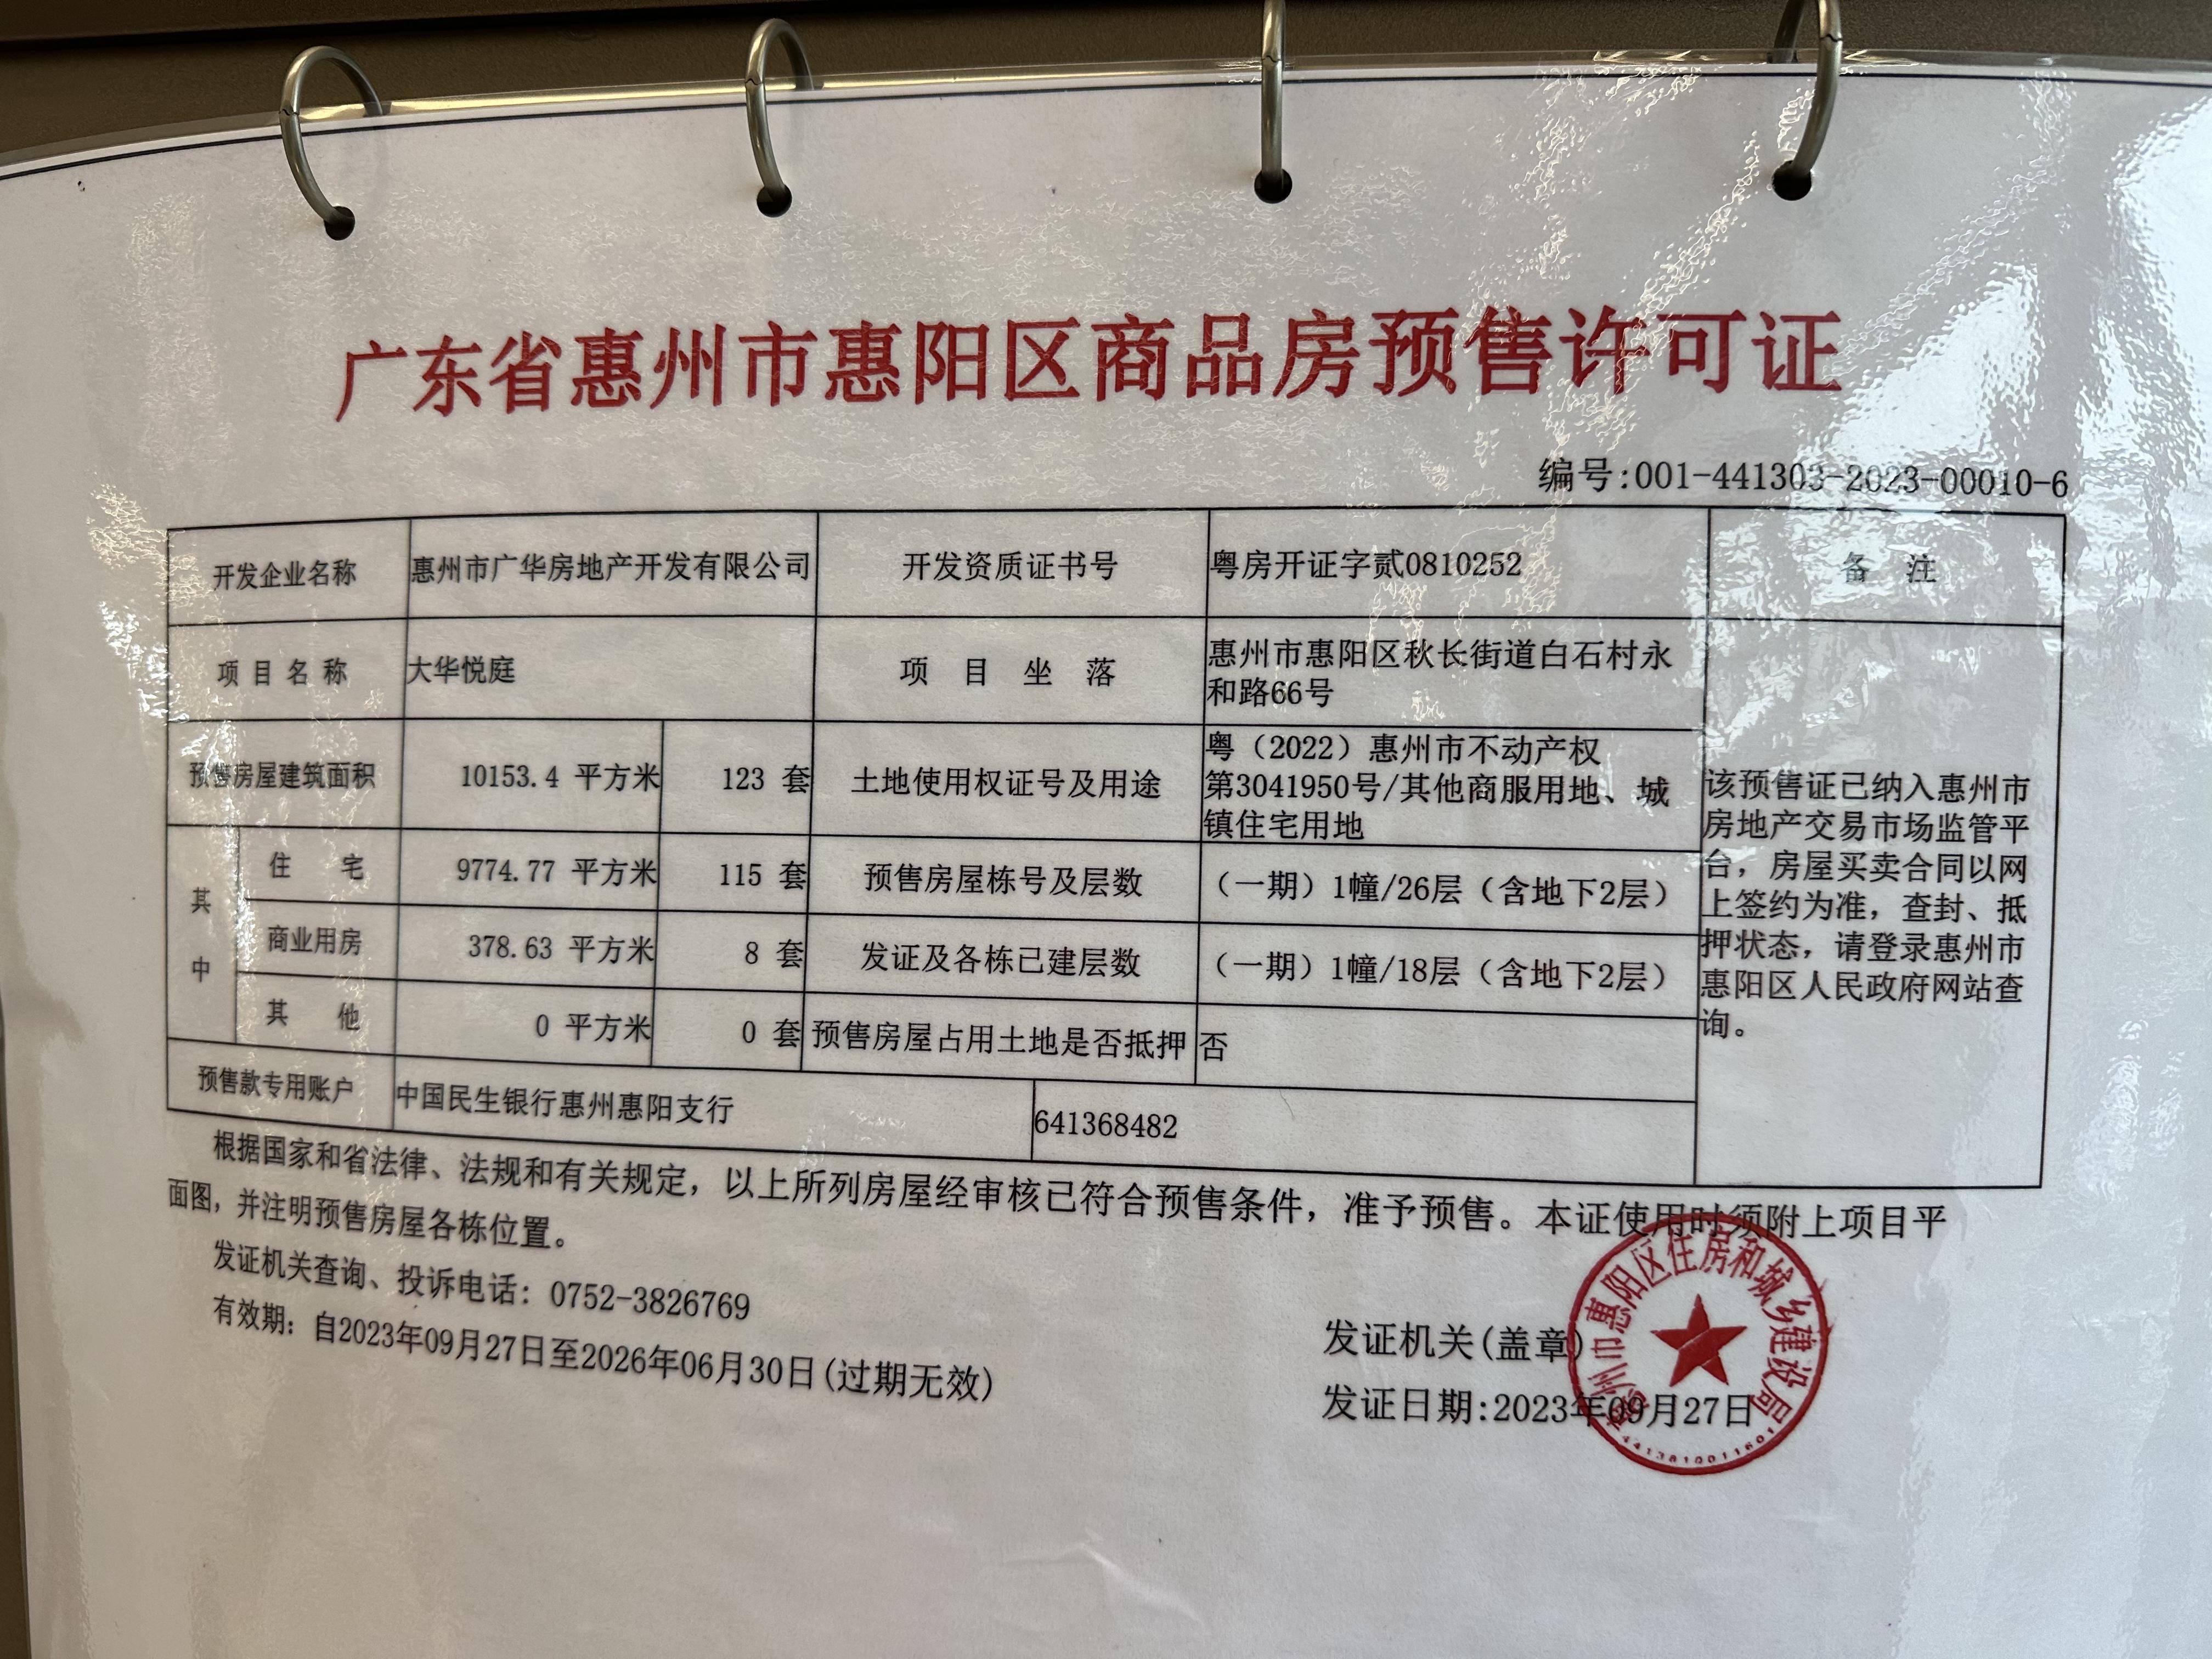 广东省惠州市惠阳区商品房预售许可证
编号:001-441303-2023-00010-6
开发企业名称 惠州市广华房地产开发有限公司 开发资质证书号 粤房开证字贰0810252 备 注
项 目 名 称 大华悦庭 项 目 坐 落 惠州市惠阳区秋长街道白石村永
和路66号
预售房屋建筑面积 10153.4 平方米 123 套 土地使用权证号及用途 粤（2022）惠州市不动产权
第3041950号/其他商服用地、城
镇住宅用地
其
中
住 宅 9774.77 平方米 115 套 预售房屋栋号及层数 （一期）1幢/26层（含地下2层）
商业用房 378.63 平方米 8 套 发证及各栋已建层数 （一期）1幢/18层（含地下2层）
其 他 0 平方米 0 套 预售房屋占用土地是否抵押 否
预售款专用账户 中国民生银行惠州惠阳支行 641368482
该预售证已纳入惠州市
房地产交易市场监管平
台，房屋买卖合同以网
上签约为准，查封、抵
押状态，请登录惠州市
惠阳区人民政府网站查
询。
根据国家和省法律、法规和有关规定，以上所列房屋经审核已符合预售条件，准予预售。本证使用时须附上项目平
面图，并注明预售房屋各栋位置。
发证机关查询、投诉电话：0752-3826769
有效期：自2023年09月27日至2026年06月30日(过期无效)
发证机关(盖章)
发证日期:2023年09月27日
惠州市惠阳区住房和城乡建设局
4413810011601